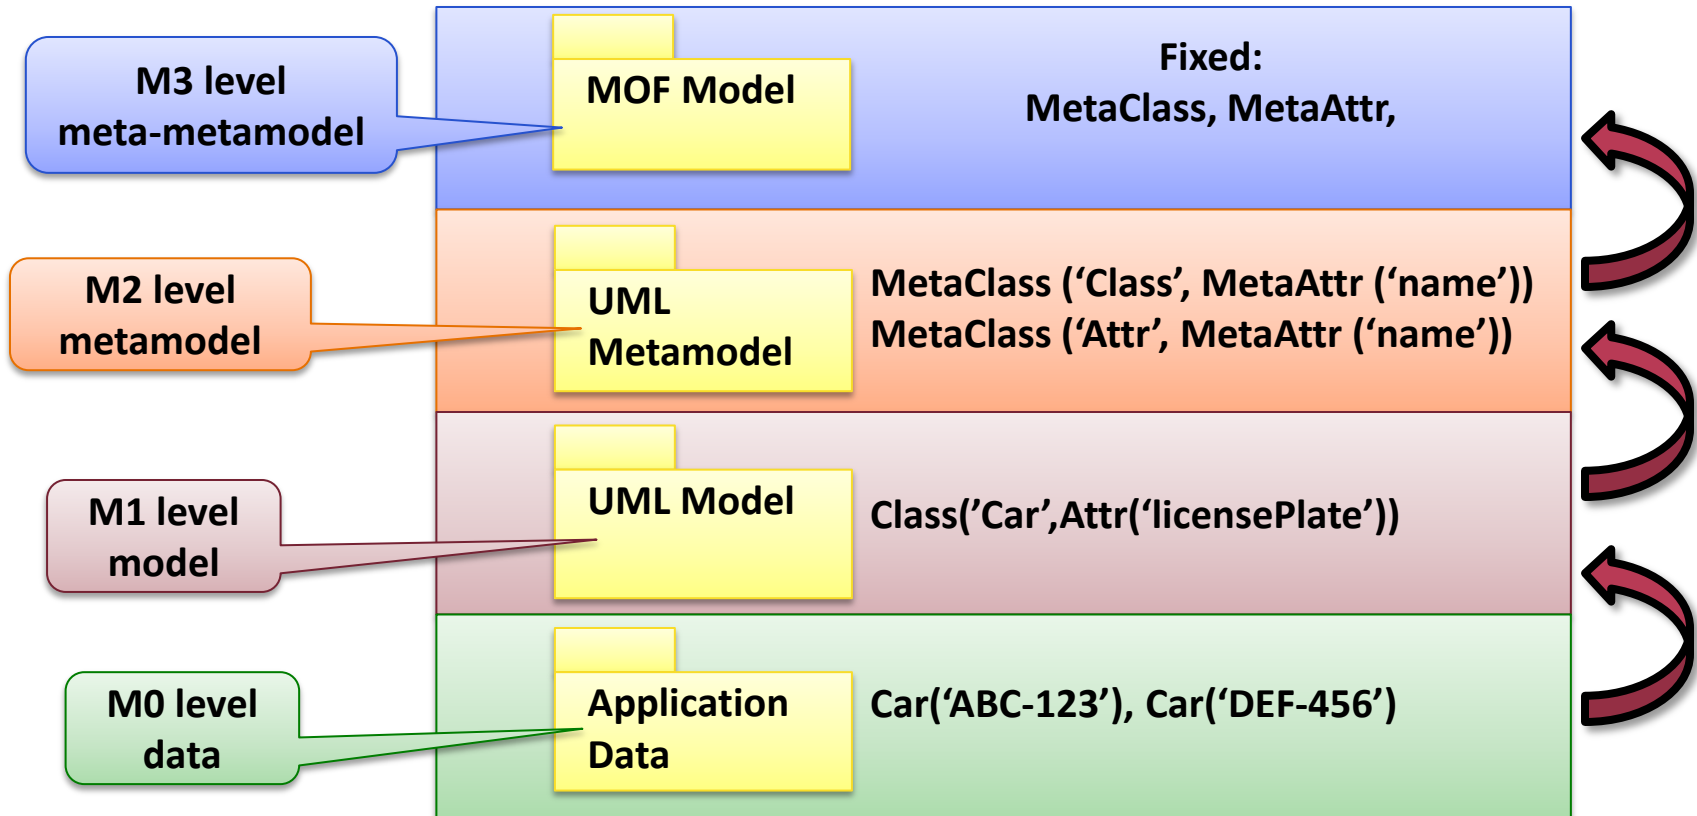 M3 level
meta-metamodel
MOF Model
Fixed:
MetaClass, MetaAttr,
M2 level
metamodel
UML
Metamodel
MetaClass (‘Class’, MetaAttr (‘name’))
MetaClass (‘Attr’, MetaAttr (‘name’))
M1 level
model
UML Model
Class(’Car’,Attr(‘licensePlate’))
M0 level
data
Application
Data
Car(‘ABC-123’), Car(‘DEF-456’)